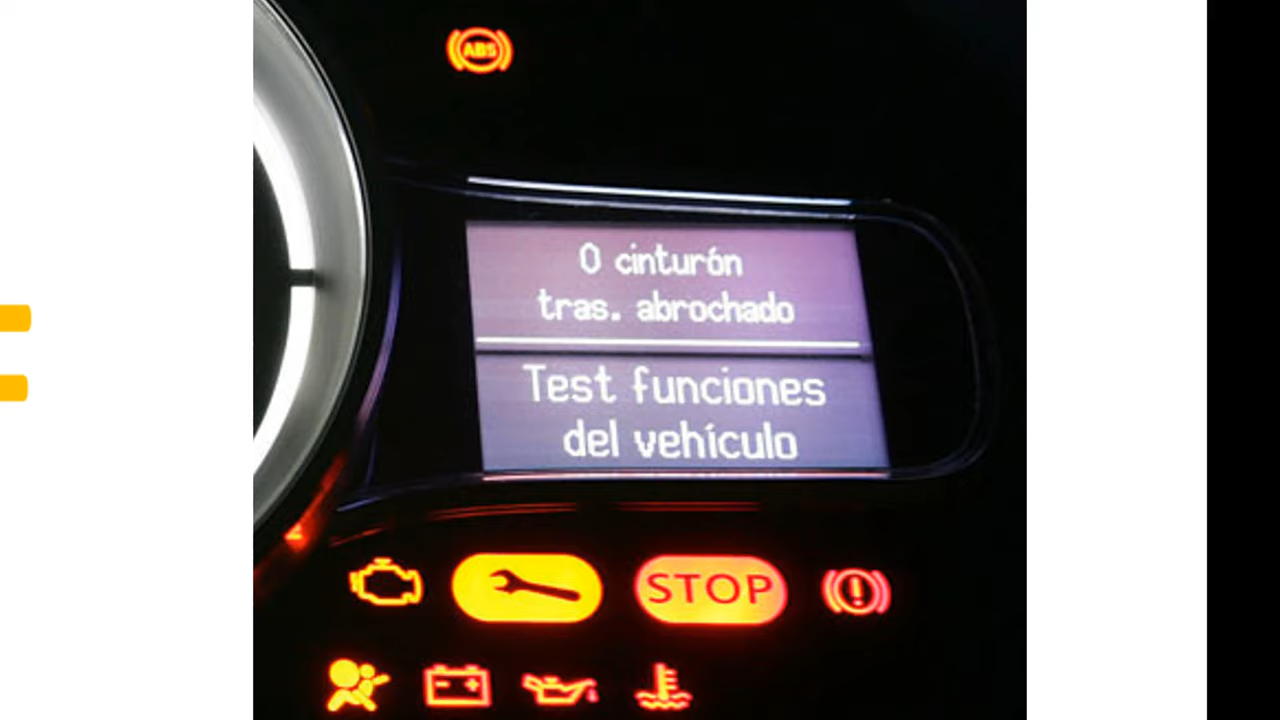 ABS
0 cinturón
tras. abrochado
Test funciones
del vehículo
STOP